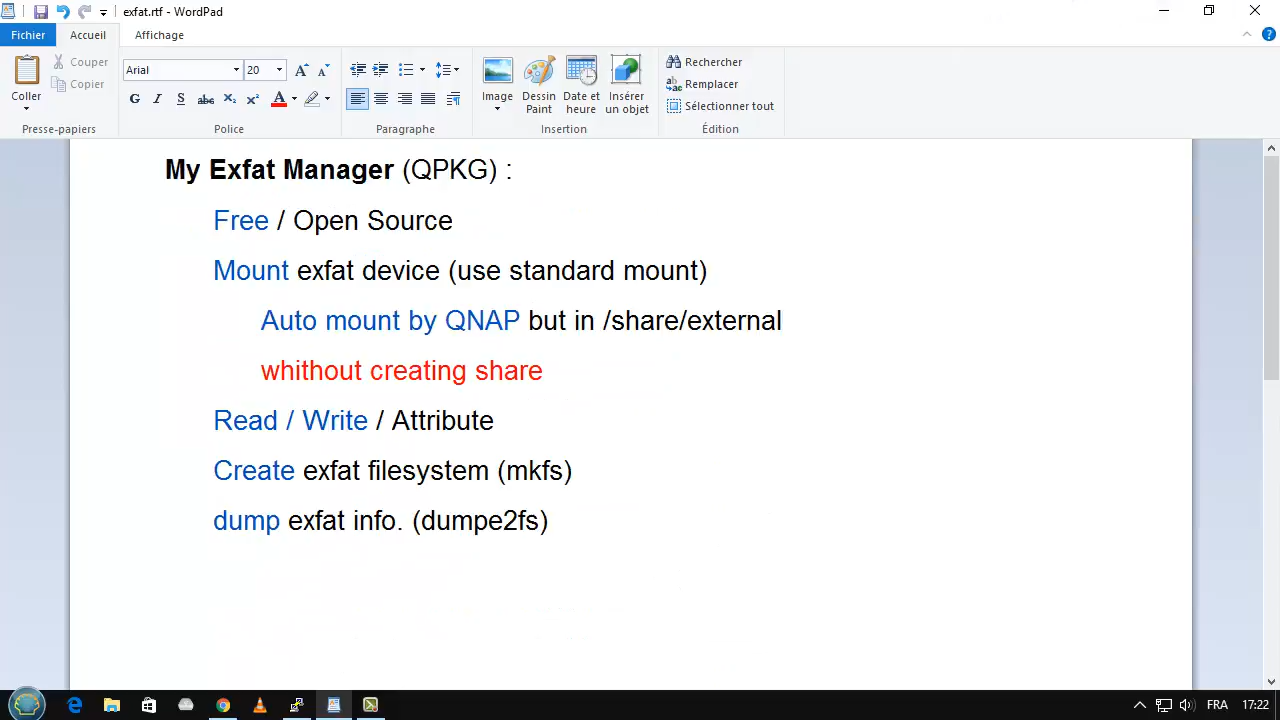 exfat.rtf - WordPad
Fichier
Accueil
Affichage
Coller
Couper
Copier
Presse-papiers
Arial
20
G I S abc X₂ X² A
Police
Paragraphe
Image
Dessin Paint
Date et heure
Insérer un objet
Insertion
Rechercher
Remplacer
Sélectionner tout
Édition
My Exfat Manager (QPKG) :
Free / Open Source
Mount exfat device (use standard mount)
Auto mount by QNAP but in /share/external
whithout creating share
Read / Write / Attribute
Create exfat filesystem (mkfs)
dump exfat info. (dumpe2fs)
FRA
17:22